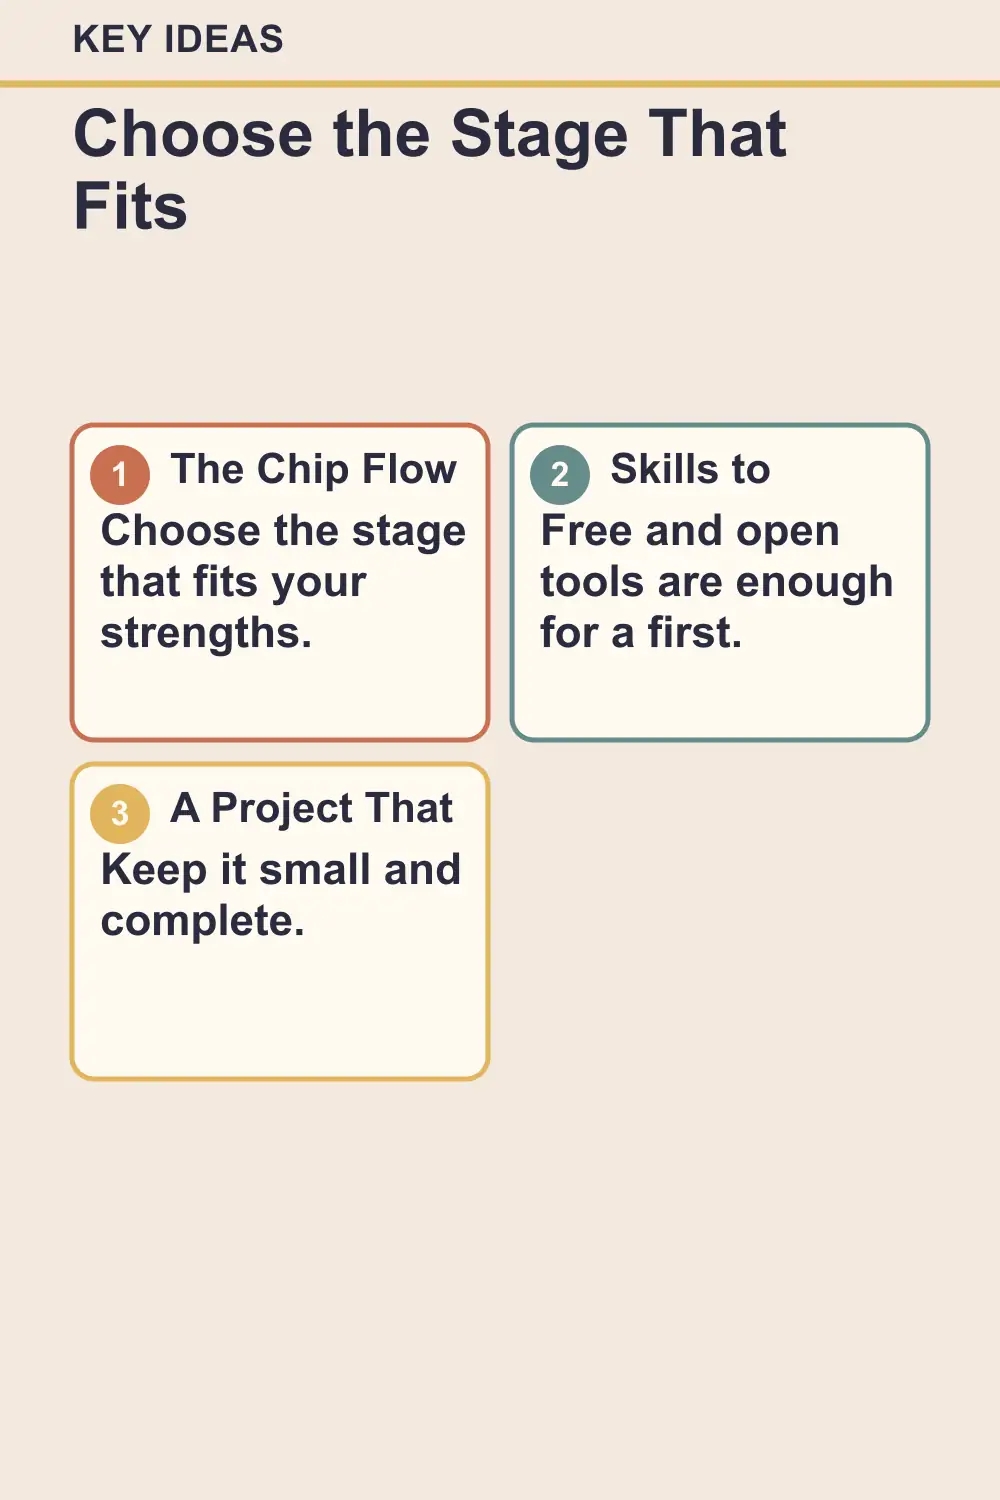 KEY IDEAS
Choose the Stage That
Fits
1 The Chip Flow
Choose the stage
that fits your
strengths.
2 Skills to
Free and open
tools are enough
for a first.
3 A Project That
Keep it small and
complete.